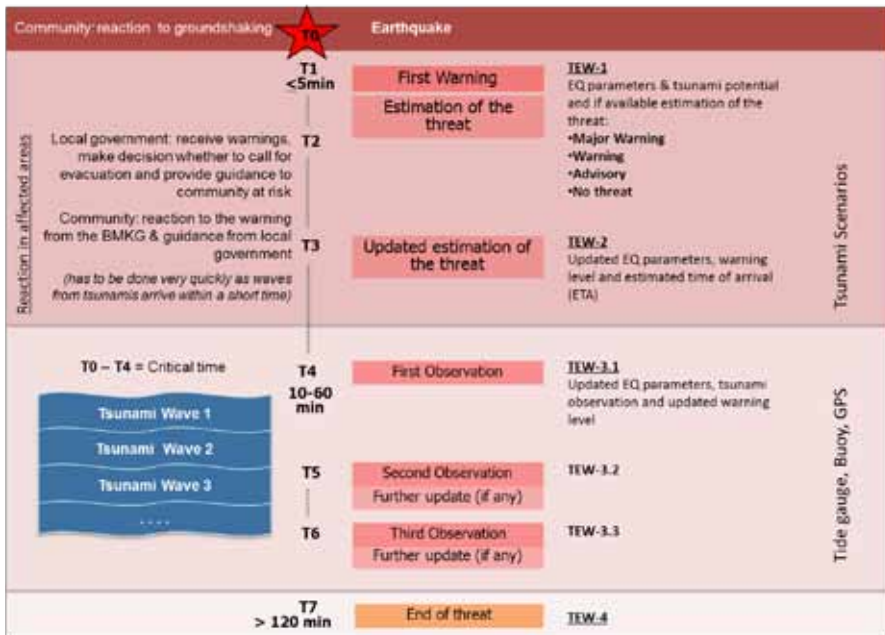 Community: reaction to groundshaking
T0
Earthquake
T1
<5min
First Warning
Estimation of the
threat
TEW-1
EQ parameters & tsunami potential
and if available estimation of the
threat:
•Major Warning
•Warning
•Advisory
•No threat
Reaction in affected areas
Local government: receive warnings,
make decision whether to call for
evacuation and provide guidance to
community at risk
T2
Community: reaction to the warning
from the BMKG & guidance from local
government
(has to be done very quickly as waves
from tsunamis arrive within a short time)
T3
Updated estimation of
the threat
TEW-2
Updated EQ parameters, warning
level and estimated time of arrival
(ETA)
Tsunami Scenarios
T0 – T4 = Critical time
T4
10-60
min
First Observation
TEW-3.1
Updated EQ parameters, tsunami
observation and updated warning
level
Tsunami Wave 1
Tsunami Wave 2
Tsunami Wave 3
. . . .
T5
Second Observation
Further update (if any)
TEW-3.2
T6
Third Observation
Further update (if any)
TEW-3.3
Tide gauge, Buoy, GPS
T7
> 120 min
End of threat
TEW-4